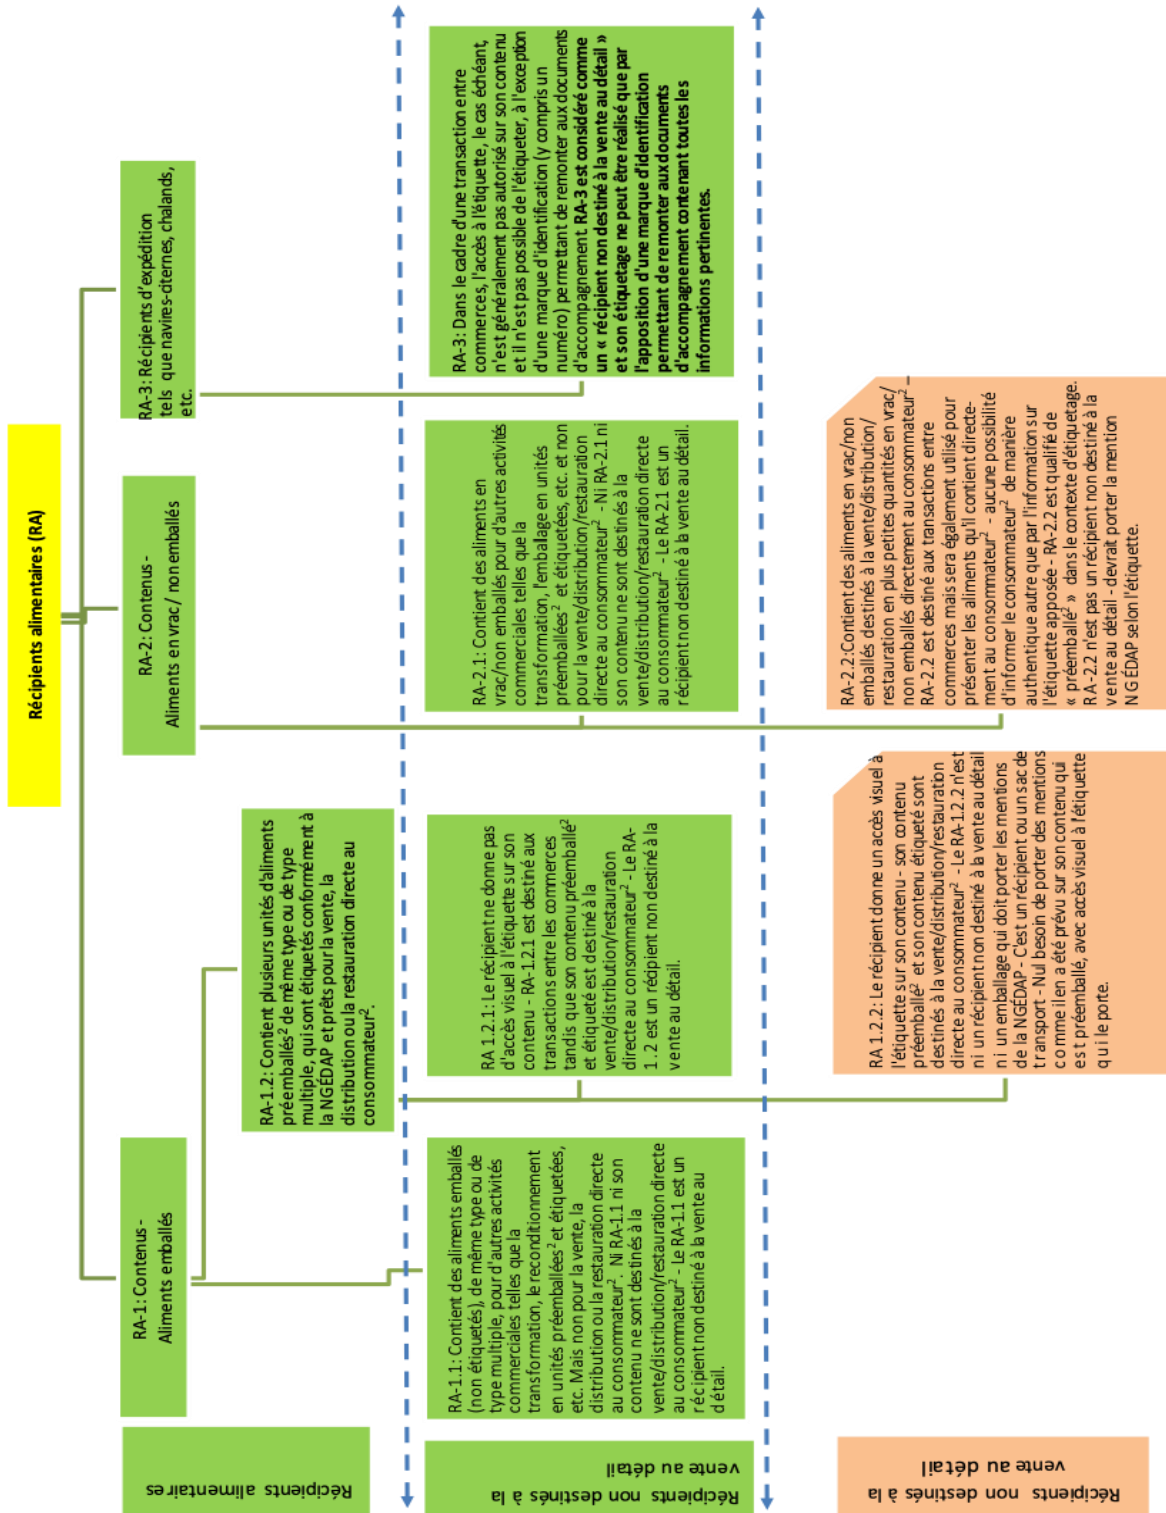 Récipients alimentaires (RA)
RA-1: Contenus -
Aliments emballés
RA-2: Contenus -
Aliments en vrac/ non emballés
RA-3: Récipients d'expédition
tels que navires-citernes, chalands,
etc.
RA-1.2: Contient plusieurs unités d'aliments
préemballés² de même type ou de type
multiple, qui sont étiquetés conformément à
la NGÉDAP et prêts pour la vente, la
distribution ou la restauration directe au
consommateur².
Récipients
alimentaires
RA-1.1: Contient des aliments emballés
(non étiquetés), de même type ou de
type multiple, pour d'autres activités
commerciales telles que la
transformation, le reconditionnement
en unités préemballées² et étiquetées,
etc. Mais non pour la vente, la
distribution ou la restauration directe
au consommateur². Ni RA-1.1 ni son
contenu ne sont destinés à la
vente/distribution/restauration directe
au consommateur² - Le RA-1.1 est un
récipient non destiné à la vente au
détail.
RA 1.2.1: Le récipient ne donne pas
d'accès visuel à l'étiquette sur son
contenu - RA-1.2.1 est destiné aux
transactions entre les commerces
tandis que son contenu préemballé²
et étiqueté est destiné à la
vente/distribution/restauration
directe au consommateur² - Le RA-
1.2 est un récipient non destiné à la
vente au détail.
RA-2.1: Contient des aliments en
vrac/non emballés pour d'autres activités
commerciales telles que la
transformation, l'emballage en unités
préemballées² et étiquetées, etc. et non
pour la vente/distribution/restauration
directe au consommateur² - Ni RA-2.1 ni
son contenu ne sont destinés à la
vente/distribution/restauration directe
au consommateur² - Le RA-2.1 est un
récipient non destiné à la vente au détail.
RA-3: Dans le cadre d'une transaction entre
commerces, l'accès à l'étiquette, le cas échéant,
n'est généralement pas autorisé sur son contenu
et il n'est pas possible de l'étiqueter, à l'exception
d'une marque d'identification (y compris un
numéro) permettant de remonter aux documents
d'accompagnement. RA-3 est considéré comme
un « récipient non destiné à la vente au détail »
et son étiquetage ne peut être réalisé que par
l'apposition d'une marque d'identification
permettant de remonter aux documents
d'accompagnement contenant toutes les
informations pertinentes.
Récipients non destinés à la
vente au détail
RA 1.2.2: Le récipient donne un accès visuel à
l'étiquette sur son contenu - son contenu
préemballé² et son contenu étiqueté sont
destinés à la vente/distribution/restauration
directe au consommateur² - Le RA-1.2.2 n'est
ni un récipient non destiné à la vente au détail
ni un emballage qui doit porter les mentions
de la NGÉDAP - C'est un récipient ou un sac de
transport - Nul besoin de porter des mentions
comme il en a été prévu sur son contenu qui
est préemballé, avec accès visuel à l'étiquette
qui le porte.
RA-2.2:Contient des aliments en vrac/non
emballés destinés à la vente/distribution/
restauration en plus petites quantités en vrac/
non emballés directement au consommateur² –
RA-2.2 est destiné aux transactions entre
commerces mais sera également utilisé pour
présenter les aliments qu'il contient directe-
ment au consommateur² - aucune possibilité
d'informer le consommateur² de manière
authentique autre que par l'information sur
l'étiquette apposée - RA-2.2 est qualifié de
« préemballé² » dans le contexte d'étiquetage.
RA-2.2 n'est pas un récipient non destiné à la
vente au détail - devrait porter la mention
NGÉDAP selon l'étiquette.
Récipients non destinés à la
vente au détail